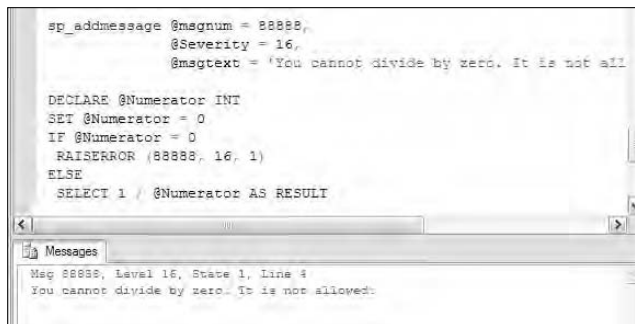 sp_addmessage @msgnum = 88888,
@Severity = 16,
@msgtext = 'You cannot divide by zero. It is not all
DECLARE @Numerator INT
SET @Numerator = 0
IF @Numerator = 0
RAISERROR (88888, 16, 1)
ELSE
SELECT 1 / @Numerator AS RESULT
Messages
Msg 88888, Level 16, State 1, Line 4
You cannot divide by zero. It is not allowed.